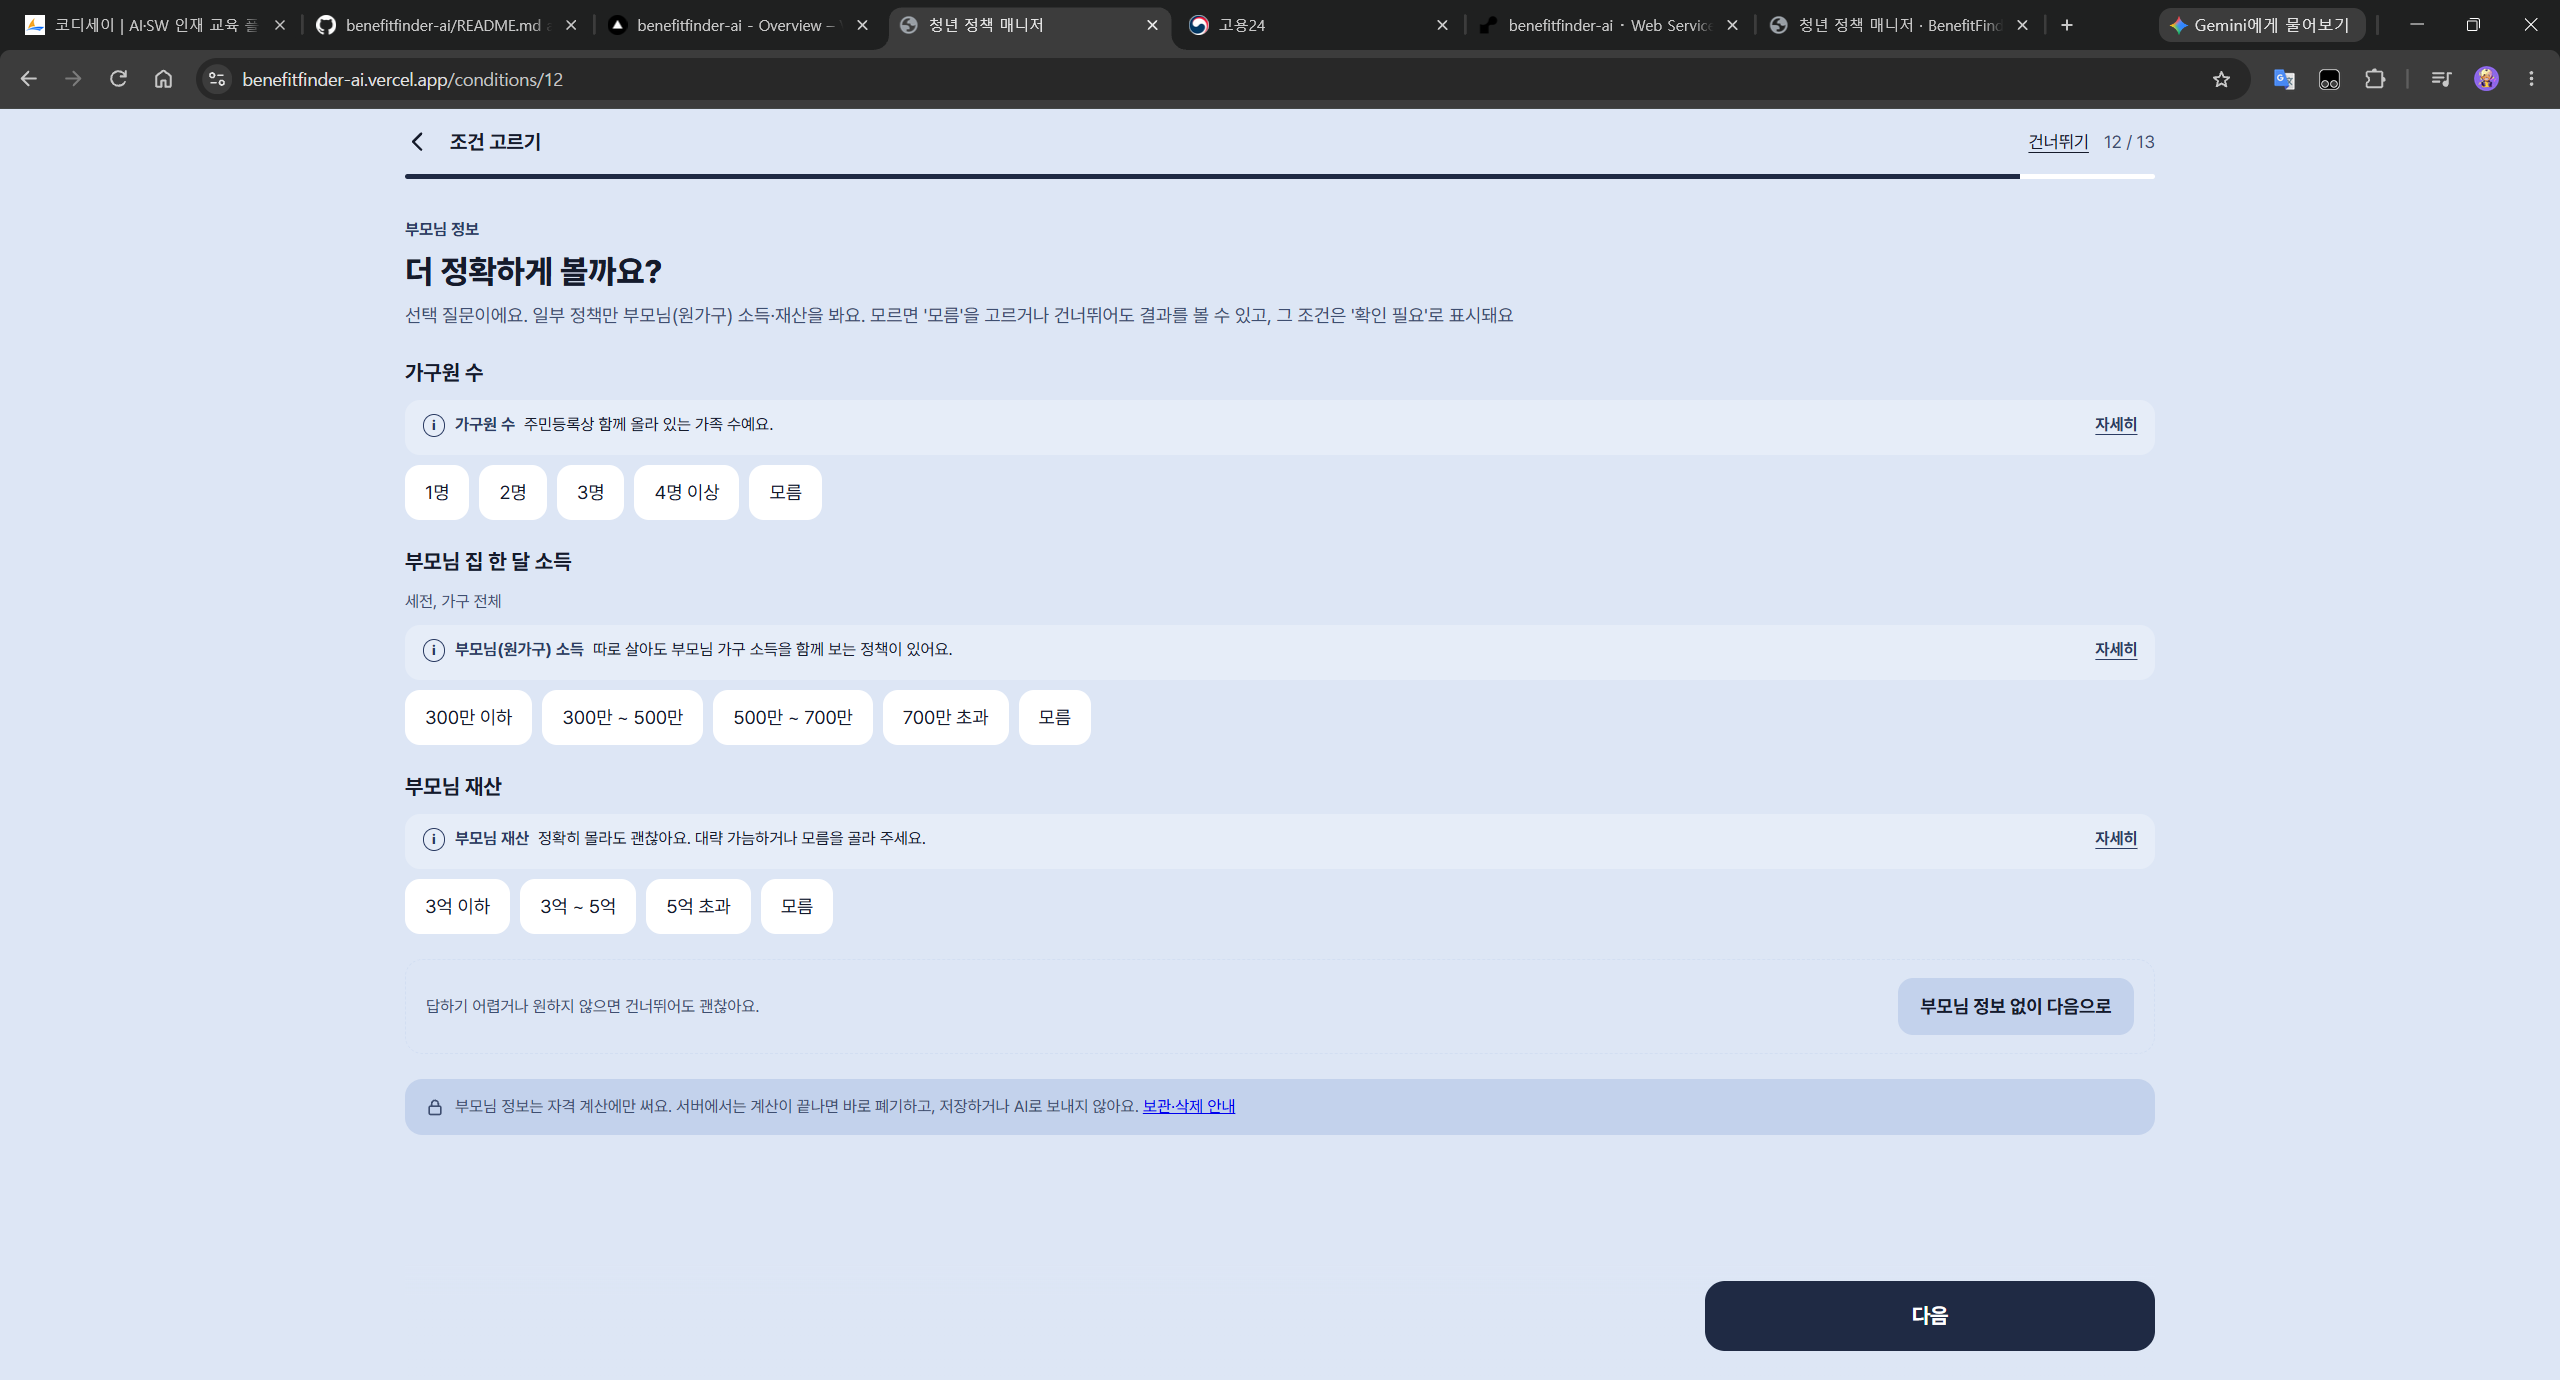 코디세이 | AI·SW 인재 교육 플
benefitfinder-ai/README.md
benefitfinder-ai - Overview –
청년 정책 매니저
고용24
benefitfinder-ai · Web Service
청년 정책 매니저 · BenefitFind
Gemini에게 물어보기
benefitfinder-ai.vercel.app/conditions/12
조건 고르기
건너뛰기 12 / 13
부모님 정보
더 정확하게 볼까요?
선택 질문이에요. 일부 정책만 부모님(원가구) 소득·재산을 봐요. 모르면 '모름'을 고르거나 건너뛰어도 결과를 볼 수 있고, 그 조건은 '확인 필요'로 표시돼요
가구원 수
가구원 수 주민등록상 함께 올라 있는 가족 수예요. 자세히
1명 2명 3명 4명 이상 모름
부모님 집 한 달 소득
세전, 가구 전체
부모님(원가구) 소득 따로 살아도 부모님 가구 소득을 함께 보는 정책이 있어요. 자세히
300만 이하 300만 ~ 500만 500만 ~ 700만 700만 초과 모름
부모님 재산
부모님 재산 정확히 몰라도 괜찮아요. 대략 가늠하거나 모름을 골라 주세요. 자세히
3억 이하 3억 ~ 5억 5억 초과 모름
답하기 어렵거나 원하지 않으면 건너뛰어도 괜찮아요. 부모님 정보 없이 다음으로
부모님 정보는 자격 계산에만 써요. 서버에서는 계산이 끝나면 바로 폐기하고, 저장하거나 AI로 보내지 않아요. 보관·삭제 안내
다음